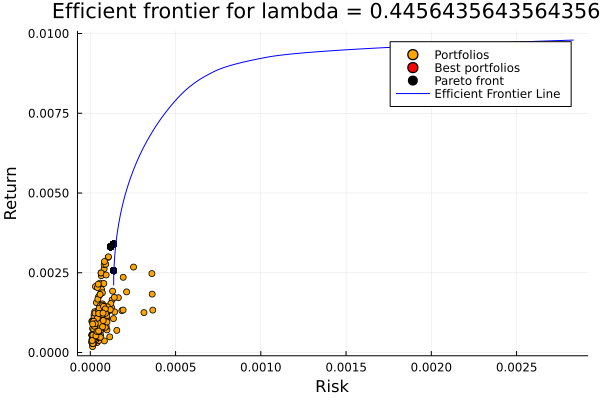 Efficient frontier for lambda = 0.4456435643564356
Portfolios
Best portfolios
Pareto front
Efficient Frontier Line
Return
0.0100
0.0075
0.0050
0.0025
0.0000
0.0000 0.0005 0.0010 0.0015 0.0020 0.0025
Risk